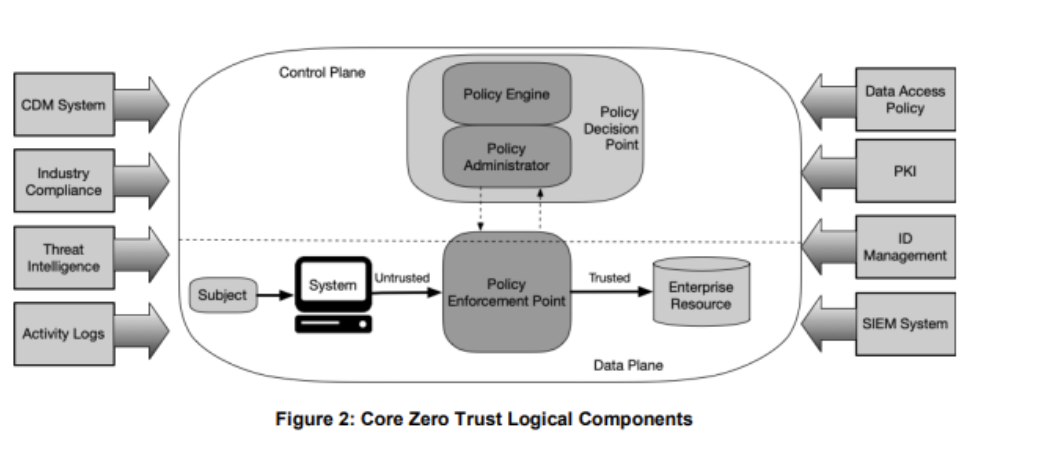 CDM System
Industry
Compliance
Threat
Intelligence
Activity Logs
Control Plane
Policy Engine
Policy
Administrator
Policy
Decision
Point
Subject
System
Untrusted
Policy
Enforcement Point
Trusted
Enterprise
Resource
Data Plane
Data Access
Policy
PKI
ID
Management
SIEM System
Figure 2: Core Zero Trust Logical Components